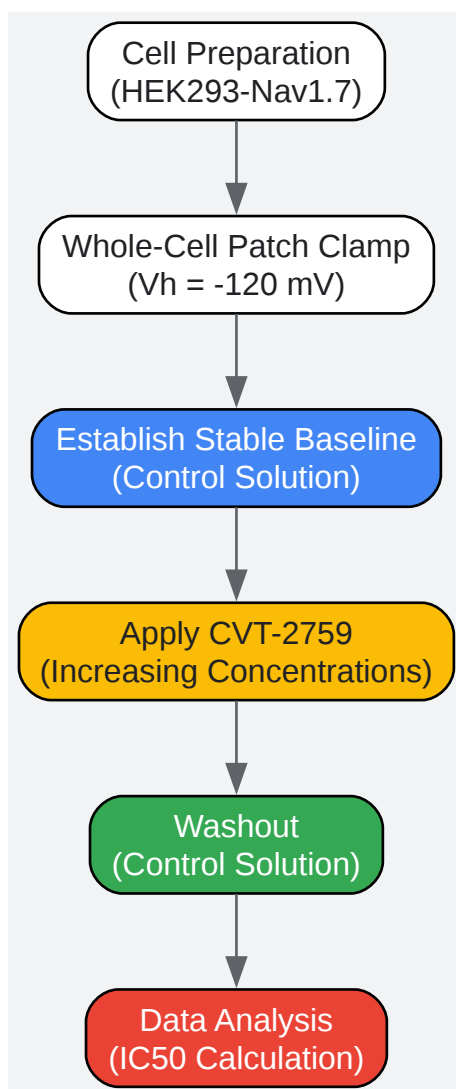 Cell Preparation
(HEK293-Nav1.7)
Whole-Cell Patch Clamp
(Vh = -120 mV)
Establish Stable Baseline
(Control Solution)
Apply CVT-2759
(Increasing Concentrations)
Washout
(Control Solution)
Data Analysis
(IC50 Calculation)